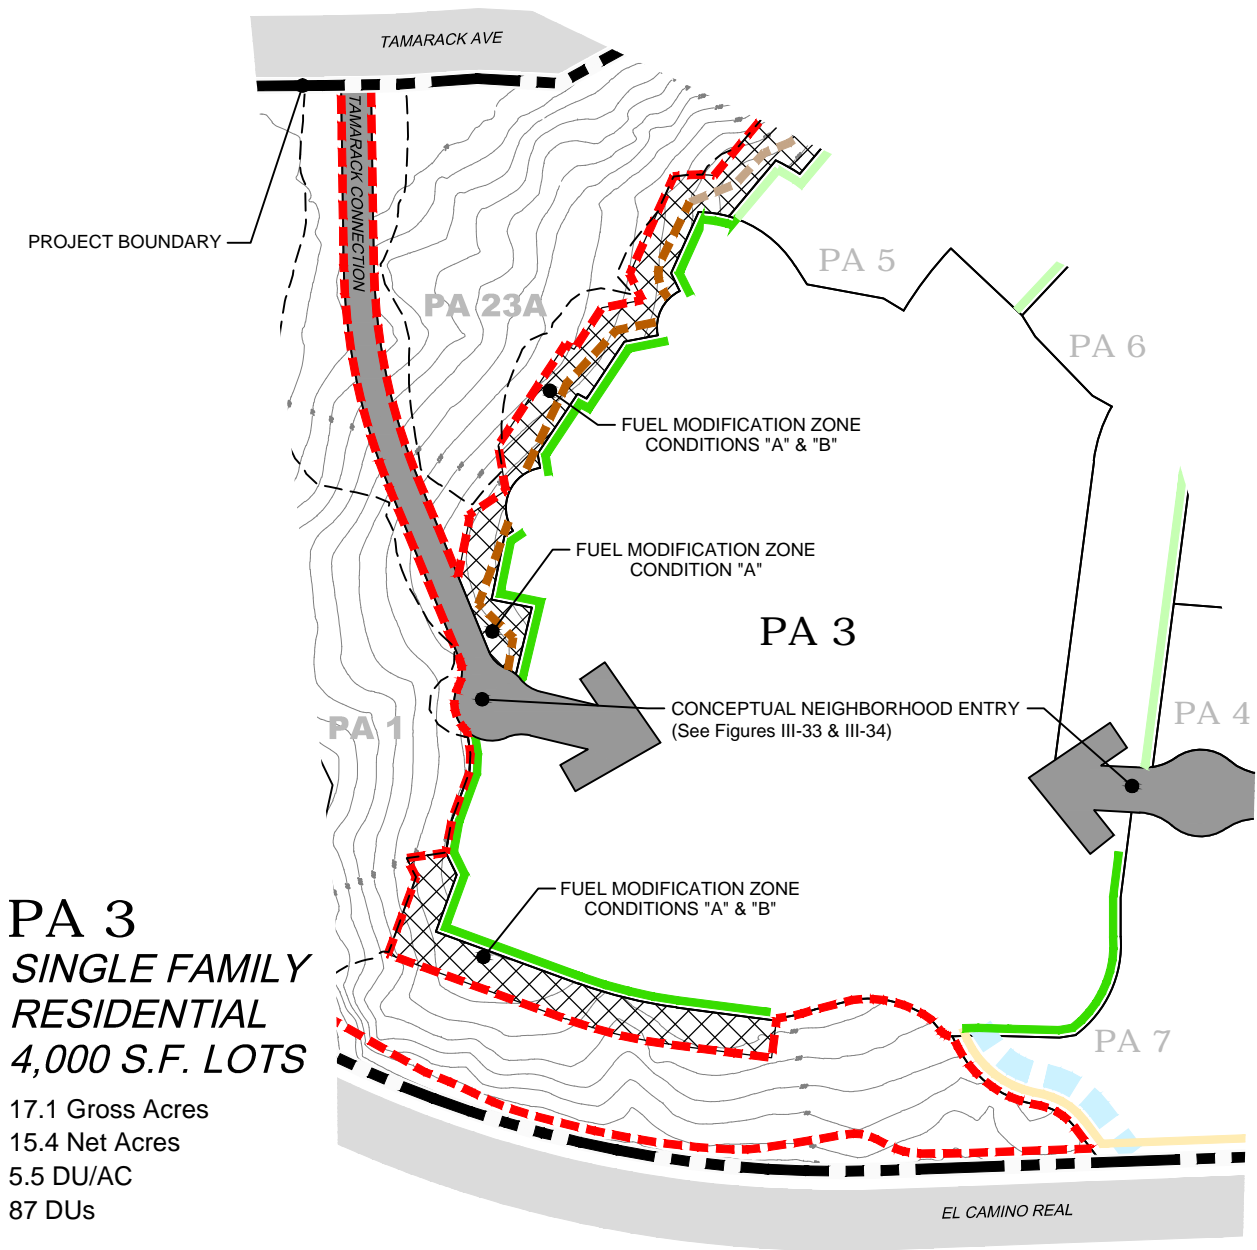 TAMARACK AVE
TAMARACK CONNECTION
PROJECT BOUNDARY
PA 23A
PA 5
PA 6
FUEL MODIFICATION ZONE
CONDITIONS "A" & "B"
FUEL MODIFICATION ZONE
CONDITION "A"
PA 3
CONCEPTUAL NEIGHBORHOOD ENTRY
(See Figures III-33 & III-34)
PA 4
PA 1
FUEL MODIFICATION ZONE
CONDITIONS "A" & "B"
PA 7
PA 3
SINGLE FAMILY
RESIDENTIAL
4,000 S.F. LOTS
17.1 Gross Acres
15.4 Net Acres
5.5 DU/AC
87 DUs
EL CAMINO REAL